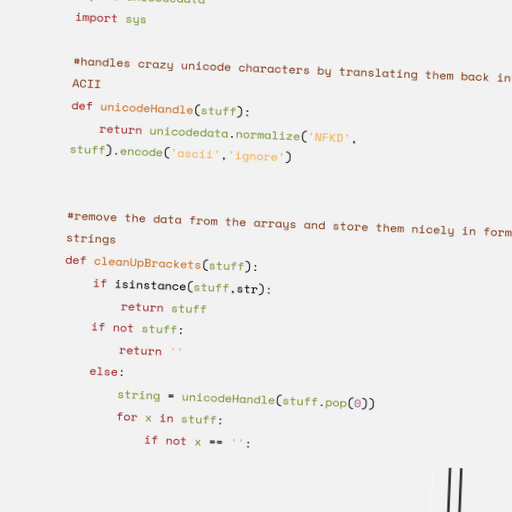 unicodedata
import sys
#handles crazy unicode characters by translating them back in
ACII
def unicodeHandle(stuff):
return unicodedata.normalize('NFKD',
stuff).encode('ascii','ignore')
#remove the data from the arrays and store them nicely in form
strings
def cleanUpBrackets(stuff):
if isinstance(stuff,str):
return stuff
if not stuff:
return ''
else:
string = unicodeHandle(stuff.pop(0))
for x in stuff:
if not x == '':